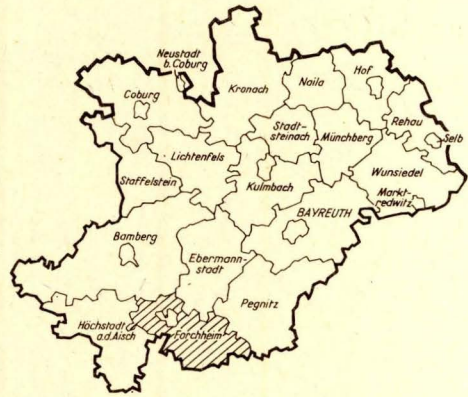 Neustadt
b. Coburg
Kronach
Naila
Hof
Coburg
Rehau
Selb
Stadt-
steinach
Münchberg
Lichtenfels
Staffelstein
Kulmbach
Wunsiedel
Markt-
redwitz
BAYREUTH
Bamberg
Ebermann-
stadt
Pegnitz
Höchstadt
a.d. Aisch
Forchheim